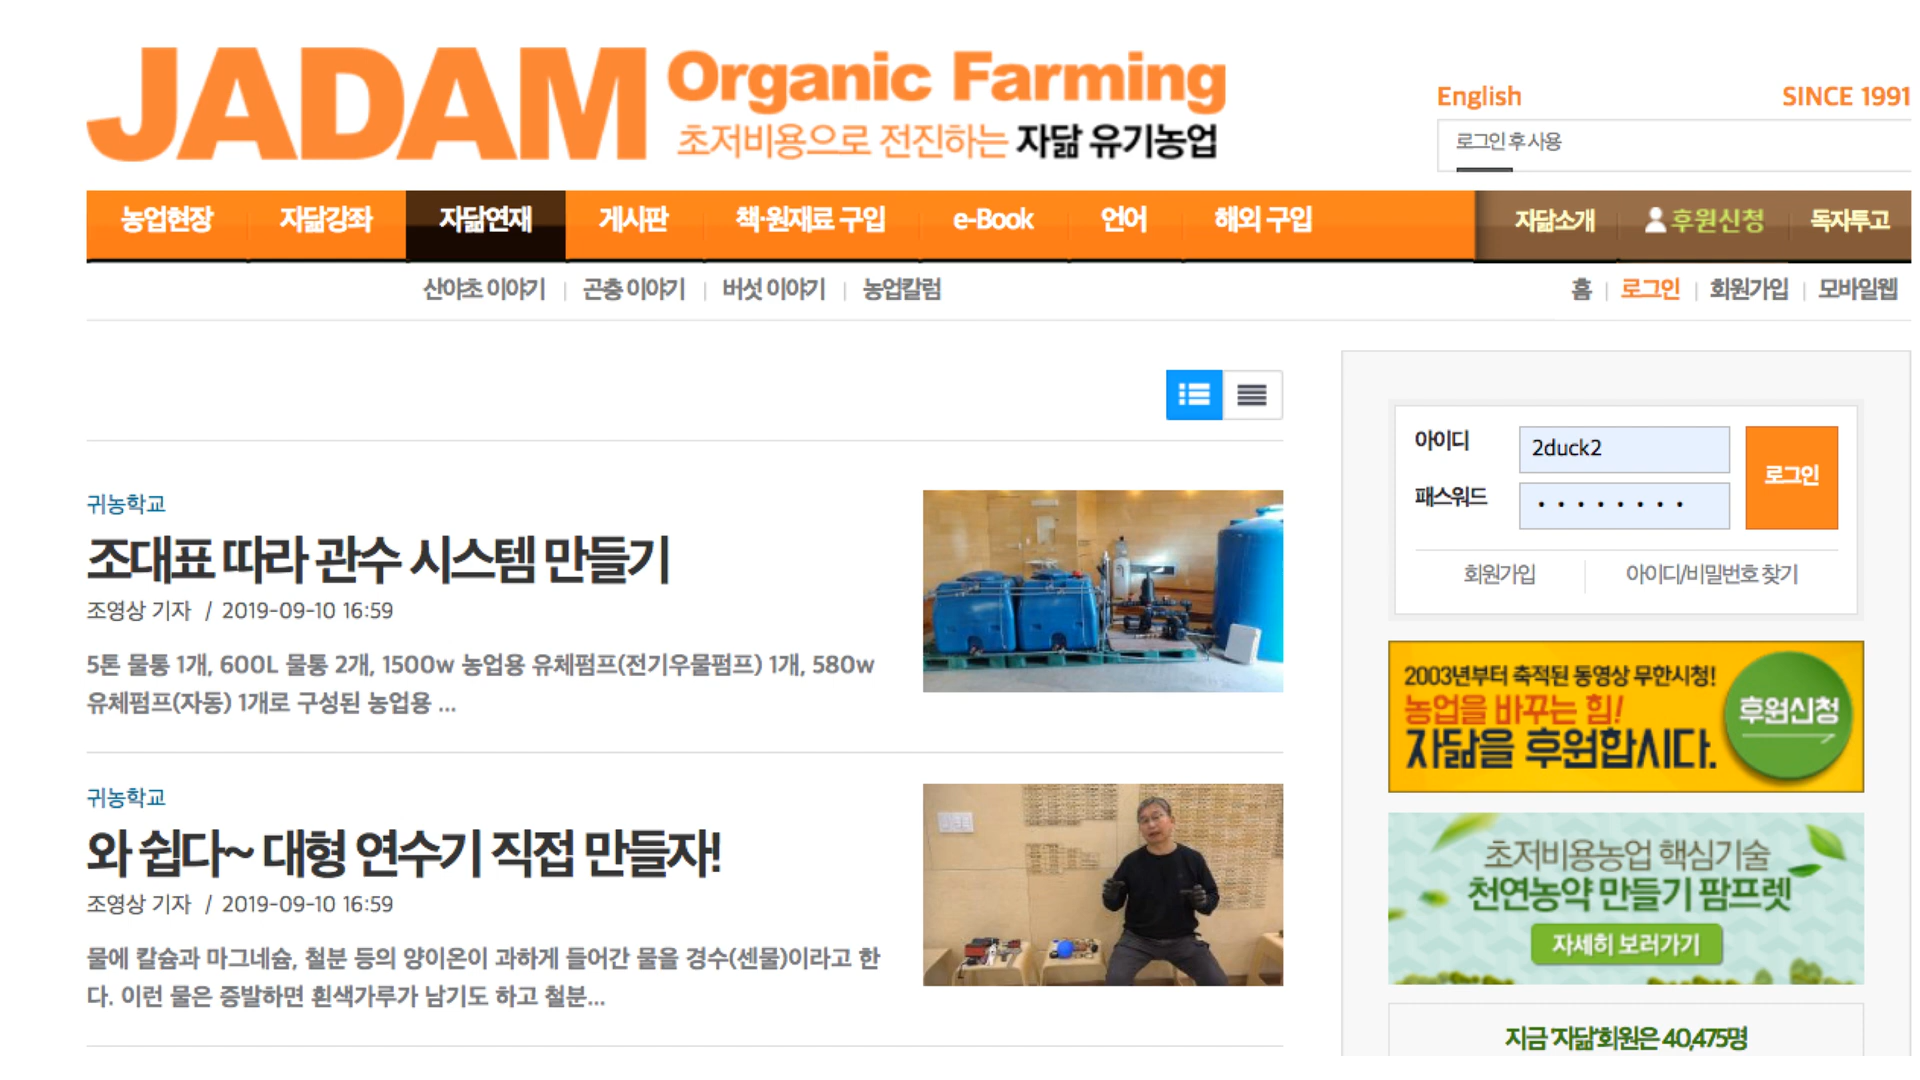 JADAM Organic Farming
초저비용으로 전진하는 자닮 유기농업
English SINCE 1991
로그인 후 사용
농업현장 자닮강좌 자닮연재 게시판 책·원재료 구입 e-Book 언어 해외 구입 자닮소개 후원신청 독자투고
산야초 이야기 | 곤충 이야기 | 버섯 이야기 | 농업칼럼 홈 | 로그인 | 회원가입 | 모바일웹
귀농학교
조대표 따라 관수 시스템 만들기
조영상 기자 / 2019-09-10 16:59
5톤 물통 1개, 600L 물통 2개, 1500w 농업용 유체펌프(전기우물펌프) 1개, 580w
유체펌프(자동) 1개로 구성된 농업용 ...
귀농학교
와 쉽다~ 대형 연수기 직접 만들자!
조영상 기자 / 2019-09-10 16:59
물에 칼슘과 마그네슘, 철분 등의 양이온이 과하게 들어간 물을 경수(센물)이라고 한
다. 이런 물은 증발하면 흰색가루가 남기도 하고 철분...
아이디 2duck2
패스워드 ••••••••
로그인
회원가입 아이디/비밀번호 찾기
2003년부터 축적된 동영상 무한시청!
농업을 바꾸는 힘!
자닮을 후원합시다.
후원신청
초저비용농업 핵심기술
천연농약 만들기 팜프렛
자세히 보러가기
지금 '자닮'회원은 40,475명